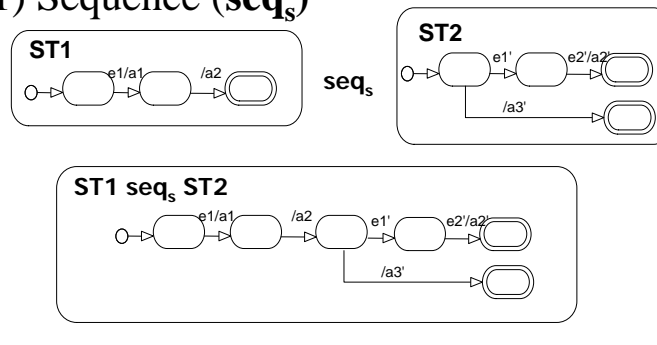 Sequence (seqs)
ST1
e1/a1
/a2
seqs
ST2
e1'
e2'/a2'
/a3'
ST1 seqs ST2
e1/a1
/a2
e1'
e2'/a2'
/a3'